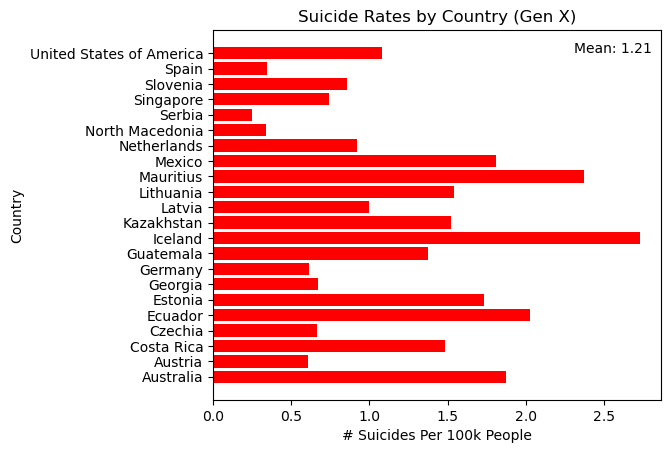 Suicide Rates by Country (Gen X)
Mean: 1.21
Country
United States of America
Spain
Slovenia
Singapore
Serbia
North Macedonia
Netherlands
Mexico
Mauritius
Lithuania
Latvia
Kazakhstan
Iceland
Guatemala
Germany
Georgia
Estonia
Ecuador
Czechia
Costa Rica
Austria
Australia
0.0 0.5 1.0 1.5 2.0 2.5
# Suicides Per 100k People